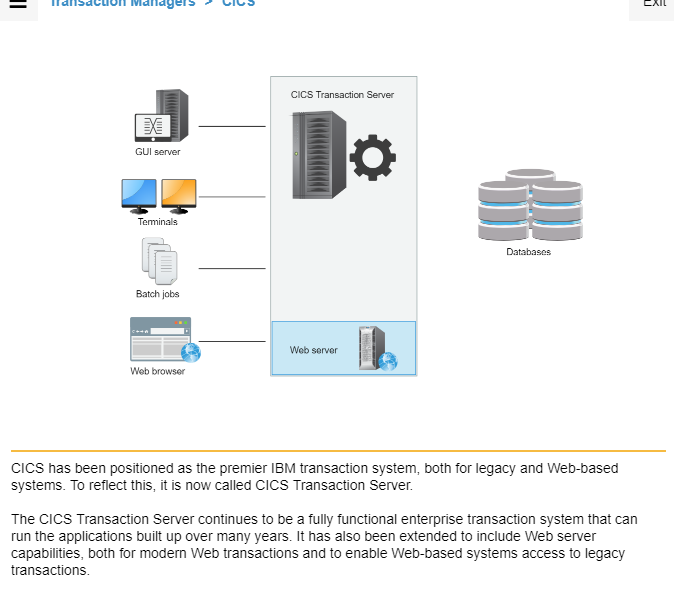 Transaction Managers > CICS
Exit
CICS Transaction Server
GUI server
Terminals
Databases
Batch jobs
Web server
Web browser
CICS has been positioned as the premier IBM transaction system, both for legacy and Web-based
systems. To reflect this, it is now called CICS Transaction Server.
The CICS Transaction Server continues to be a fully functional enterprise transaction system that can
run the applications built up over many years. It has also been extended to include Web server
capabilities, both for modern Web transactions and to enable Web-based systems access to legacy
transactions.